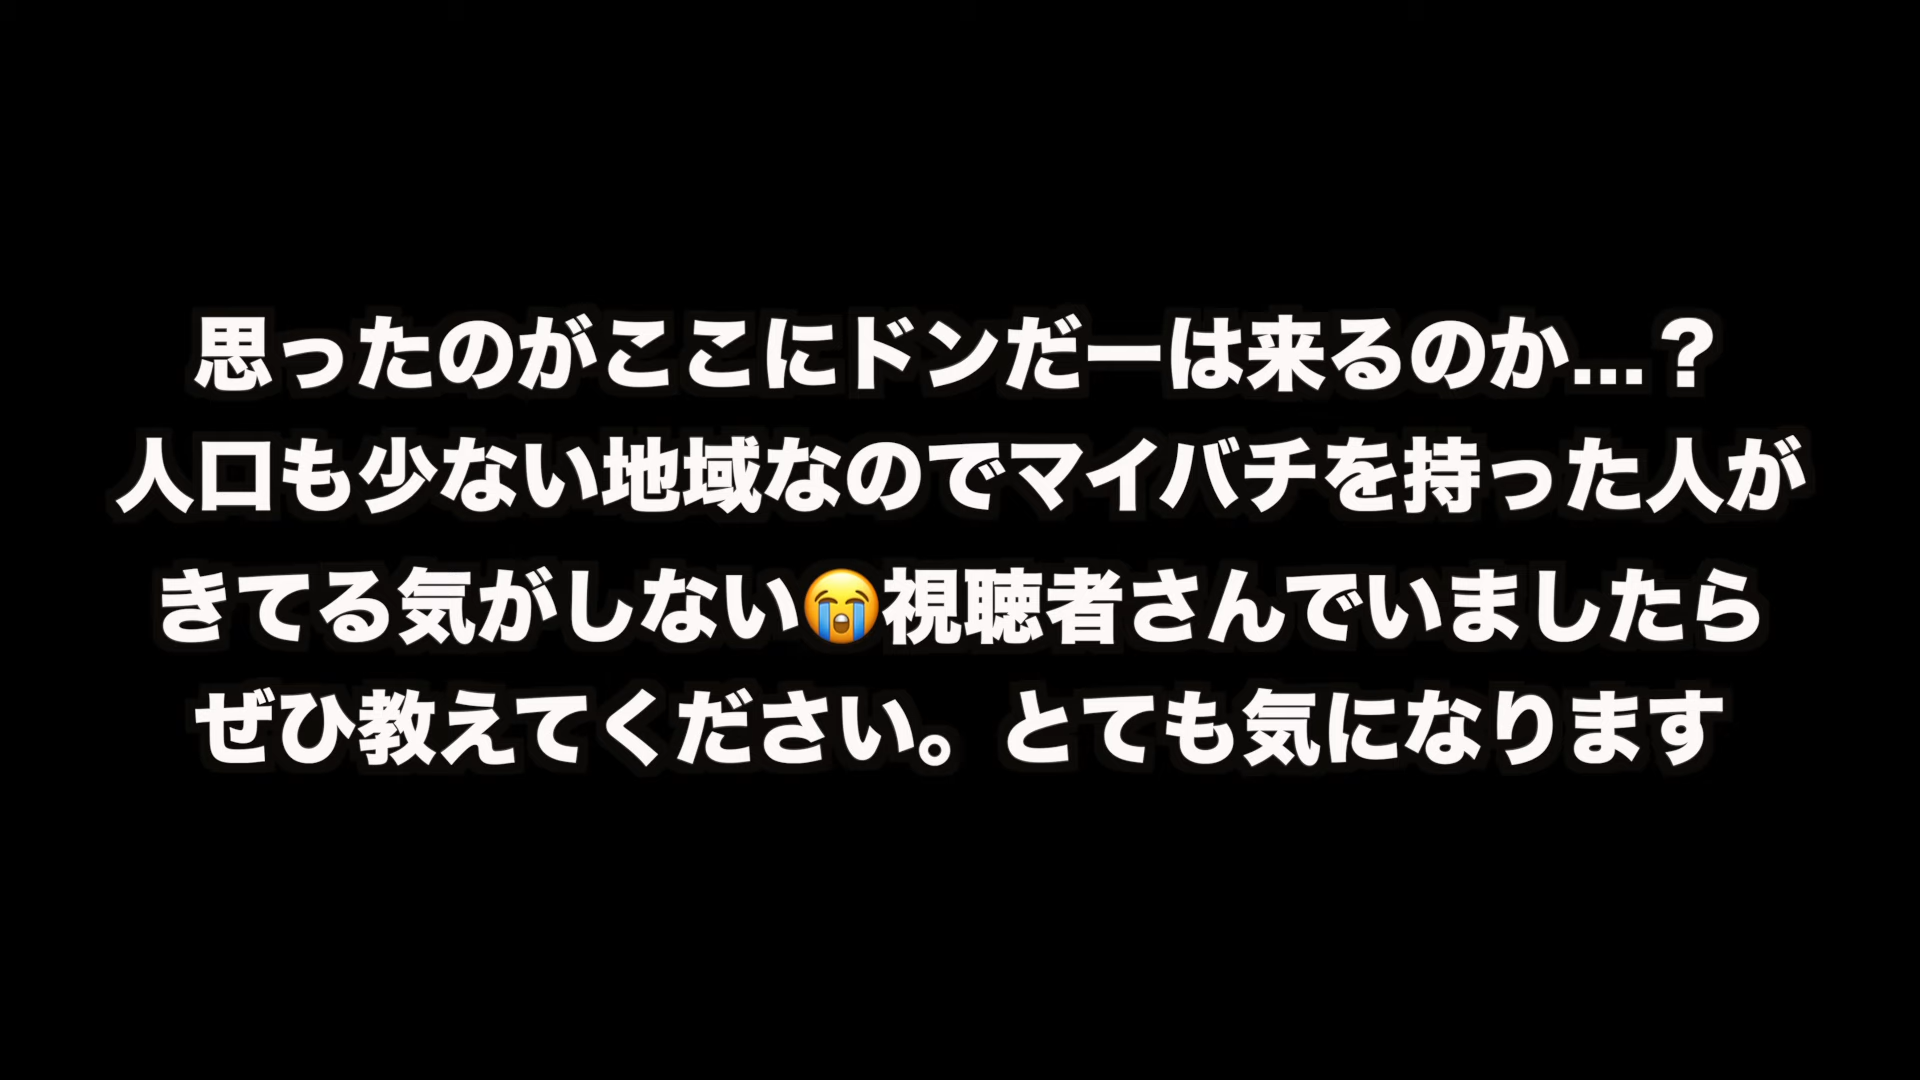 思ったのがここにドンだーは来るのか...？
人口も少ない地域なのでマイバチを持った人が
きてる気がしない😭視聴者さんでいましたら
ぜひ教えてください。とても気になります